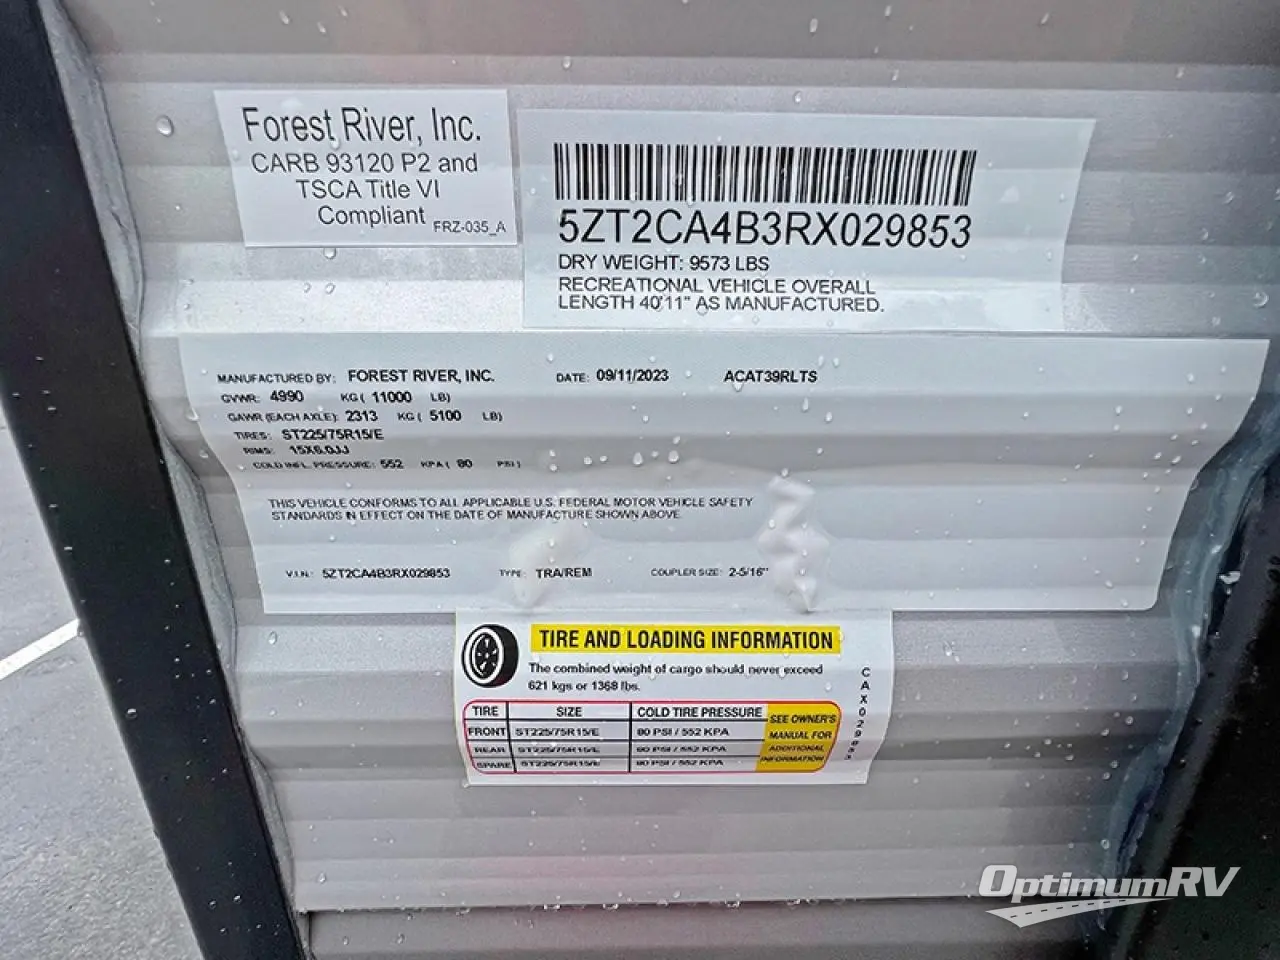 Forest River, Inc.
CARB 93120 P2 and
TSCA Title VI
Compliant FRZ-035_A
5ZT2CA4B3RX029853
DRY WEIGHT: 9573 LBS
RECREATIONAL VEHICLE OVERALL
LENGTH 40'11" AS MANUFACTURED.
MANUFACTURED BY: FOREST RIVER, INC. DATE: 09/11/2023 ACAT39RLTS
GVWR: 4990 KG ( 11000 LB)
GAWR (EACH AXLE): 2313 KG ( 5100 LB)
TIRES: ST225/75R15/E
RIMS: 15X6.0JJ
COLD INFL. PRESSURE: 552 KPA ( 80 PSI )
THIS VEHICLE CONFORMS TO ALL APPLICABLE U.S. FEDERAL MOTOR VEHICLE SAFETY
STANDARDS IN EFFECT ON THE DATE OF MANUFACTURE SHOWN ABOVE.
V.I.N.: 5ZT2CA4B3RX029853 TYPE: TRA/REM COUPLER SIZE: 2-5/16"
TIRE AND LOADING INFORMATION
The combined weight of cargo should never exceed
621 kgs or 1368 lbs.
TIRE SIZE COLD TIRE PRESSURE
FRONT ST225/75R15/E 80 PSI / 552 KPA
REAR ST225/75R15/E 80 PSI / 552 KPA
SPARE ST225/75R15/E 80 PSI / 552 KPA
SEE OWNER'S
MANUAL FOR
ADDITIONAL
INFORMATION
CAX029853
OptimumRV